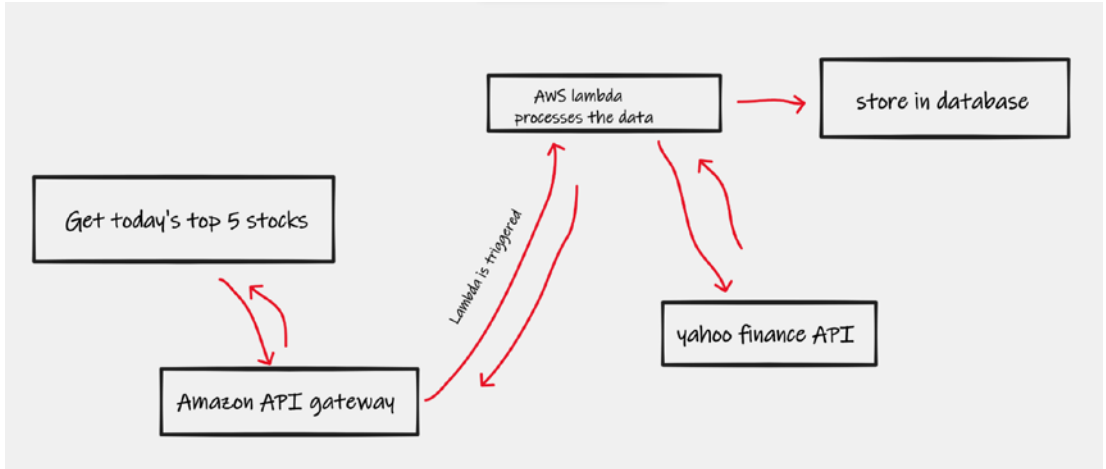 AWS lambda
processes the data
store in database
Get today's top 5 stocks
Lambda is triggered
yahoo finance API
Amazon API gateway